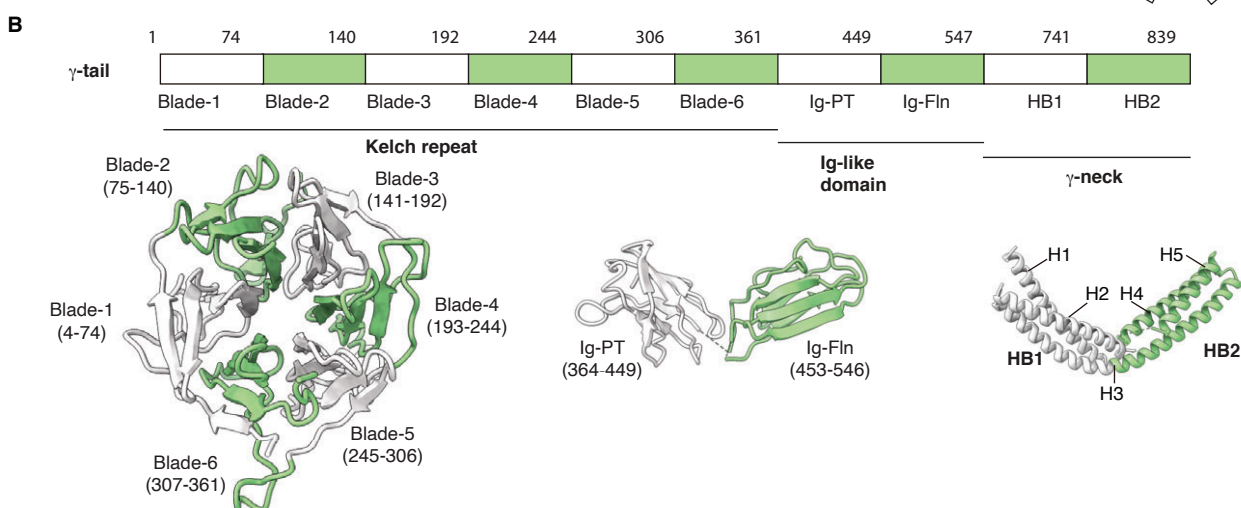 B
1 74 140 192 244 306 361 449 547 741 839
γ-tail
Blade-1 Blade-2 Blade-3 Blade-4 Blade-5 Blade-6 Ig-PT Ig-Fln HB1 HB2
Kelch repeat
Ig-like
domain
γ-neck
Blade-2
(75-140)
Blade-3
(141-192)
Blade-1
(4-74)
Blade-4
(193-244)
Blade-5
(245-306)
Blade-6
(307-361)
Ig-PT
(364-449)
Ig-Fln
(453-546)
H1
H2
H4
H5
HB1
HB2
H3